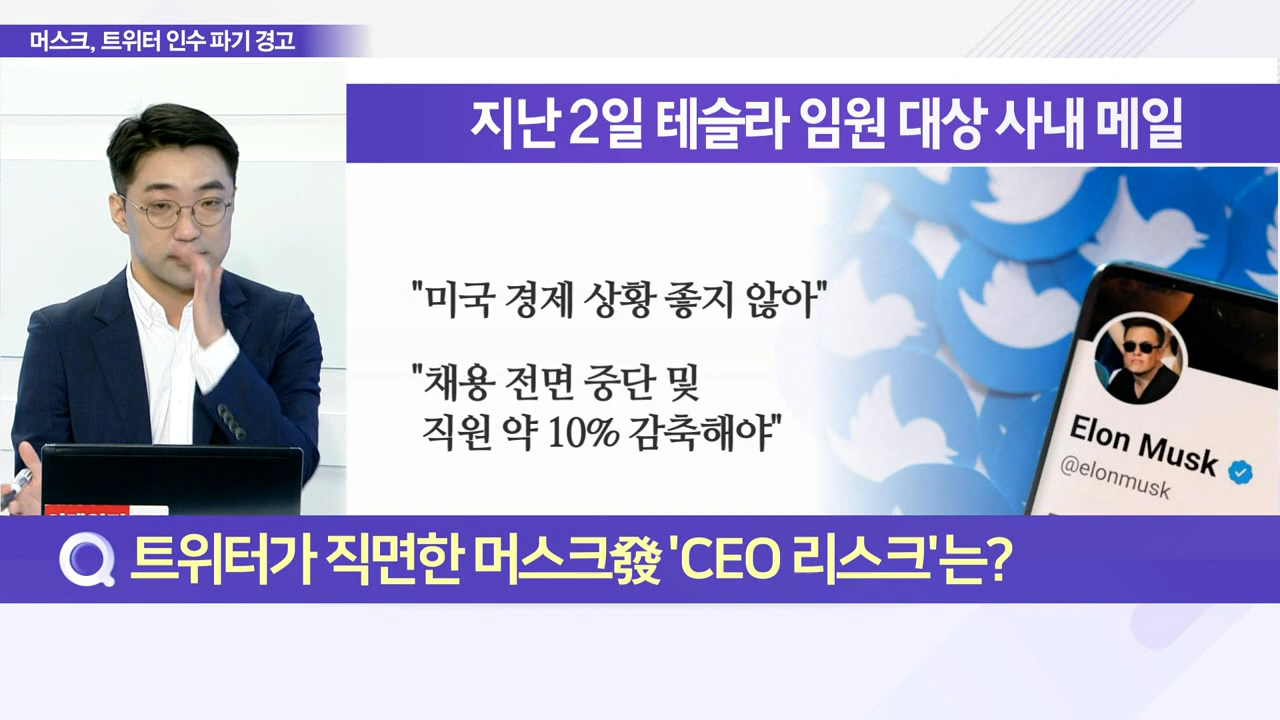 머스크, 트위터 인수 파기 경고
지난 2일 테슬라 임원 대상 사내 메일
"미국 경제 상황 좋지 않아"
"채용 전면 중단 및
직원 약 10% 감축해야"
Elon Musk
@elonmusk
트위터가 직면한 머스크發 'CEO 리스크'는?